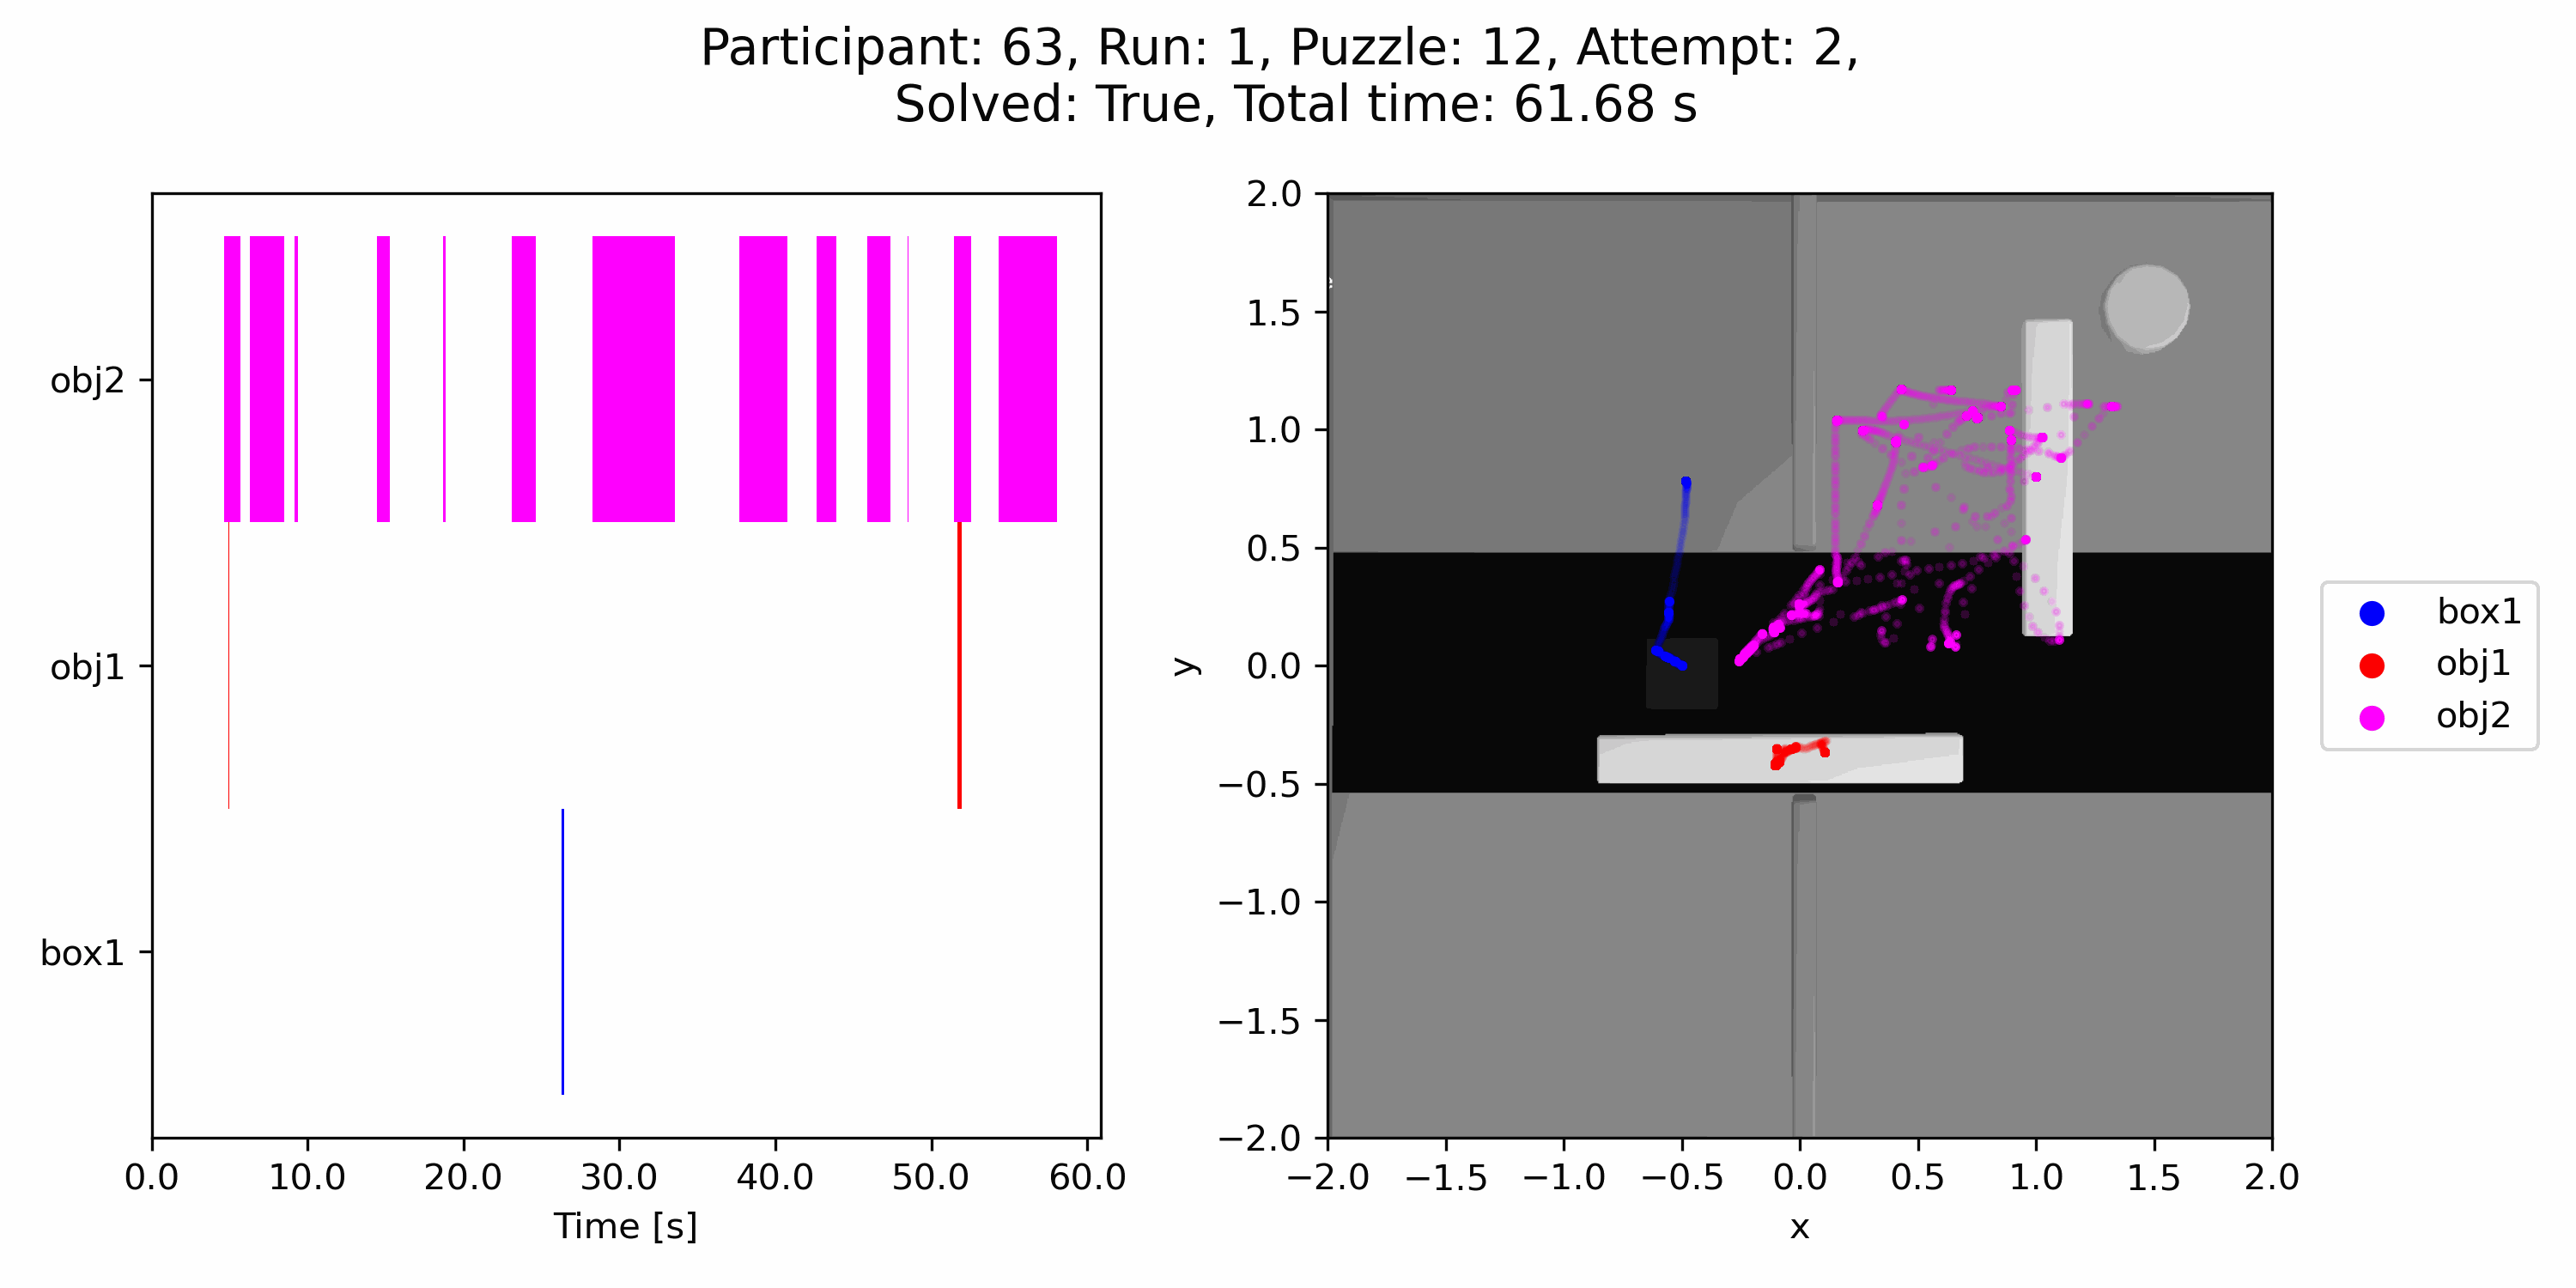 Participant: 63, Run: 1, Puzzle: 12, Attempt: 2,
Solved: True, Total time: 61.68 s
obj2
obj1
box1
0.0 10.0 20.0 30.0 40.0 50.0 60.0
Time [s]
2.0
1.5
1.0
0.5
0.0
−0.5
−1.0
−1.5
−2.0
y
−2.0 −1.5 −1.0 −0.5 0.0 0.5 1.0 1.5 2.0
x
box1
obj1
obj2